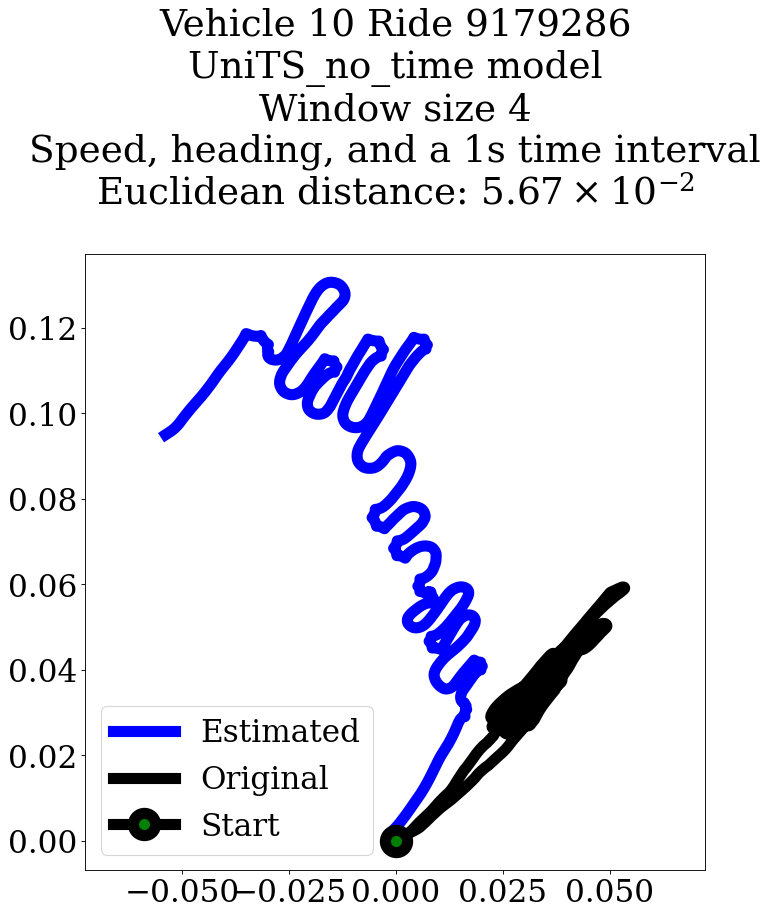 Vehicle 10 Ride 9179286
UniTS_no_time model
Window size 4
Speed, heading, and a 1s time interval
Euclidean distance: 5.67 × 10⁻²
0.12
0.10
0.08
0.06
0.04
0.02
0.00
Estimated
Original
Start
−0.050 −0.025 0.000 0.025 0.050